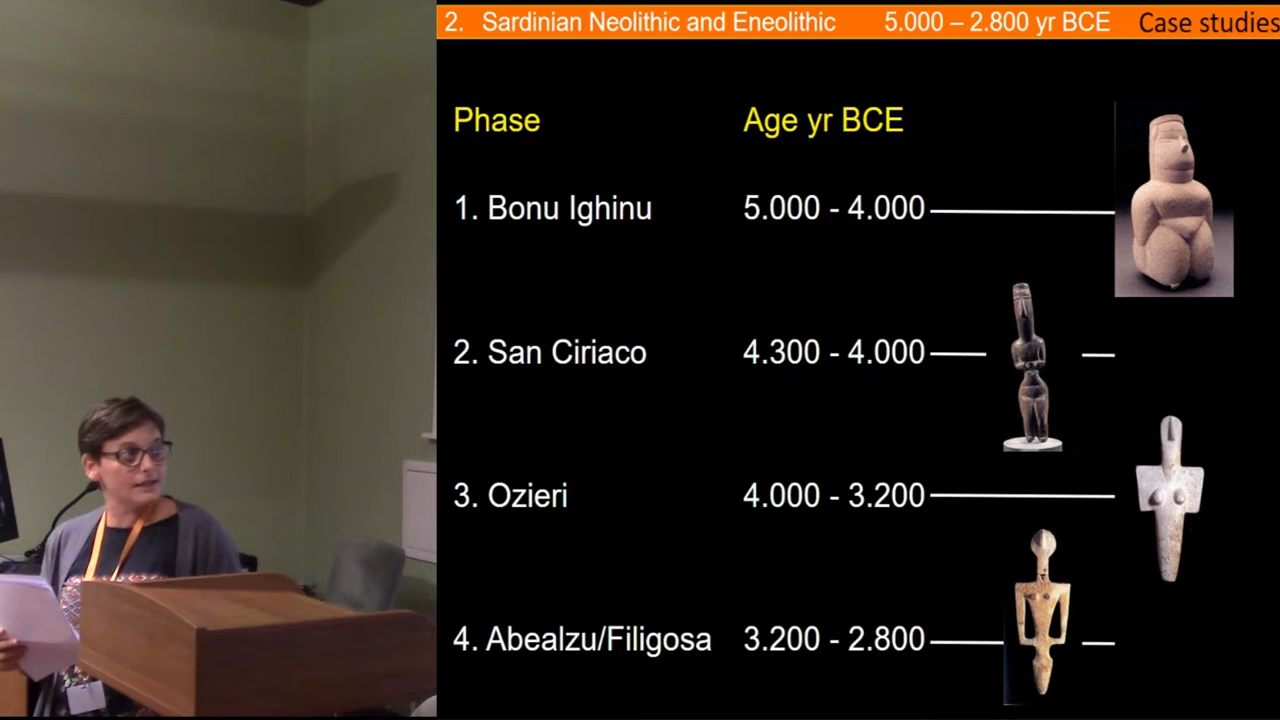 2. Sardinian Neolithic and Eneolithic 5.000 – 2.800 yr BCE Case studies
Phase Age yr BCE
1. Bonu Ighinu 5.000 - 4.000
2. San Ciriaco 4.300 - 4.000
3. Ozieri 4.000 - 3.200
4. Abealzu/Filigosa 3.200 - 2.800